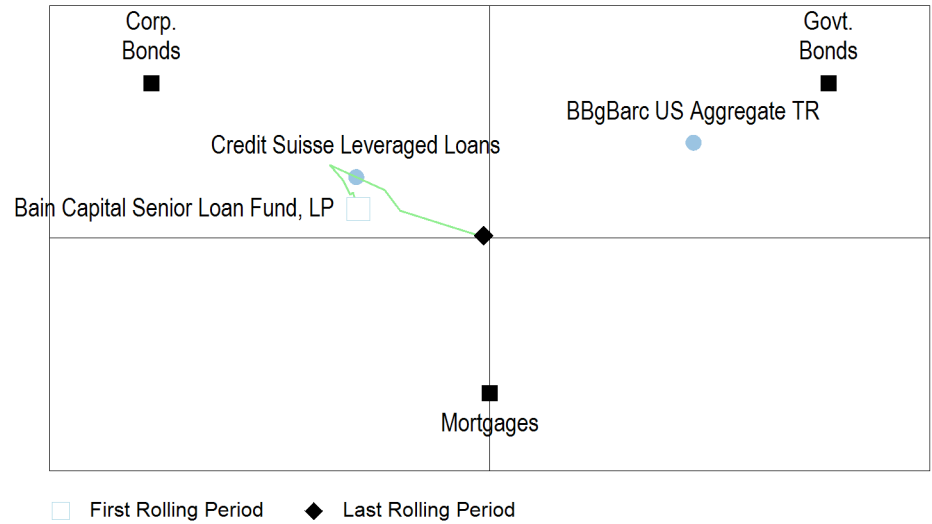 Corp.
Bonds
Govt.
Bonds
BBgBarc US Aggregate TR
Credit Suisse Leveraged Loans
Bain Capital Senior Loan Fund, LP
Mortgages
First Rolling Period
Last Rolling Period